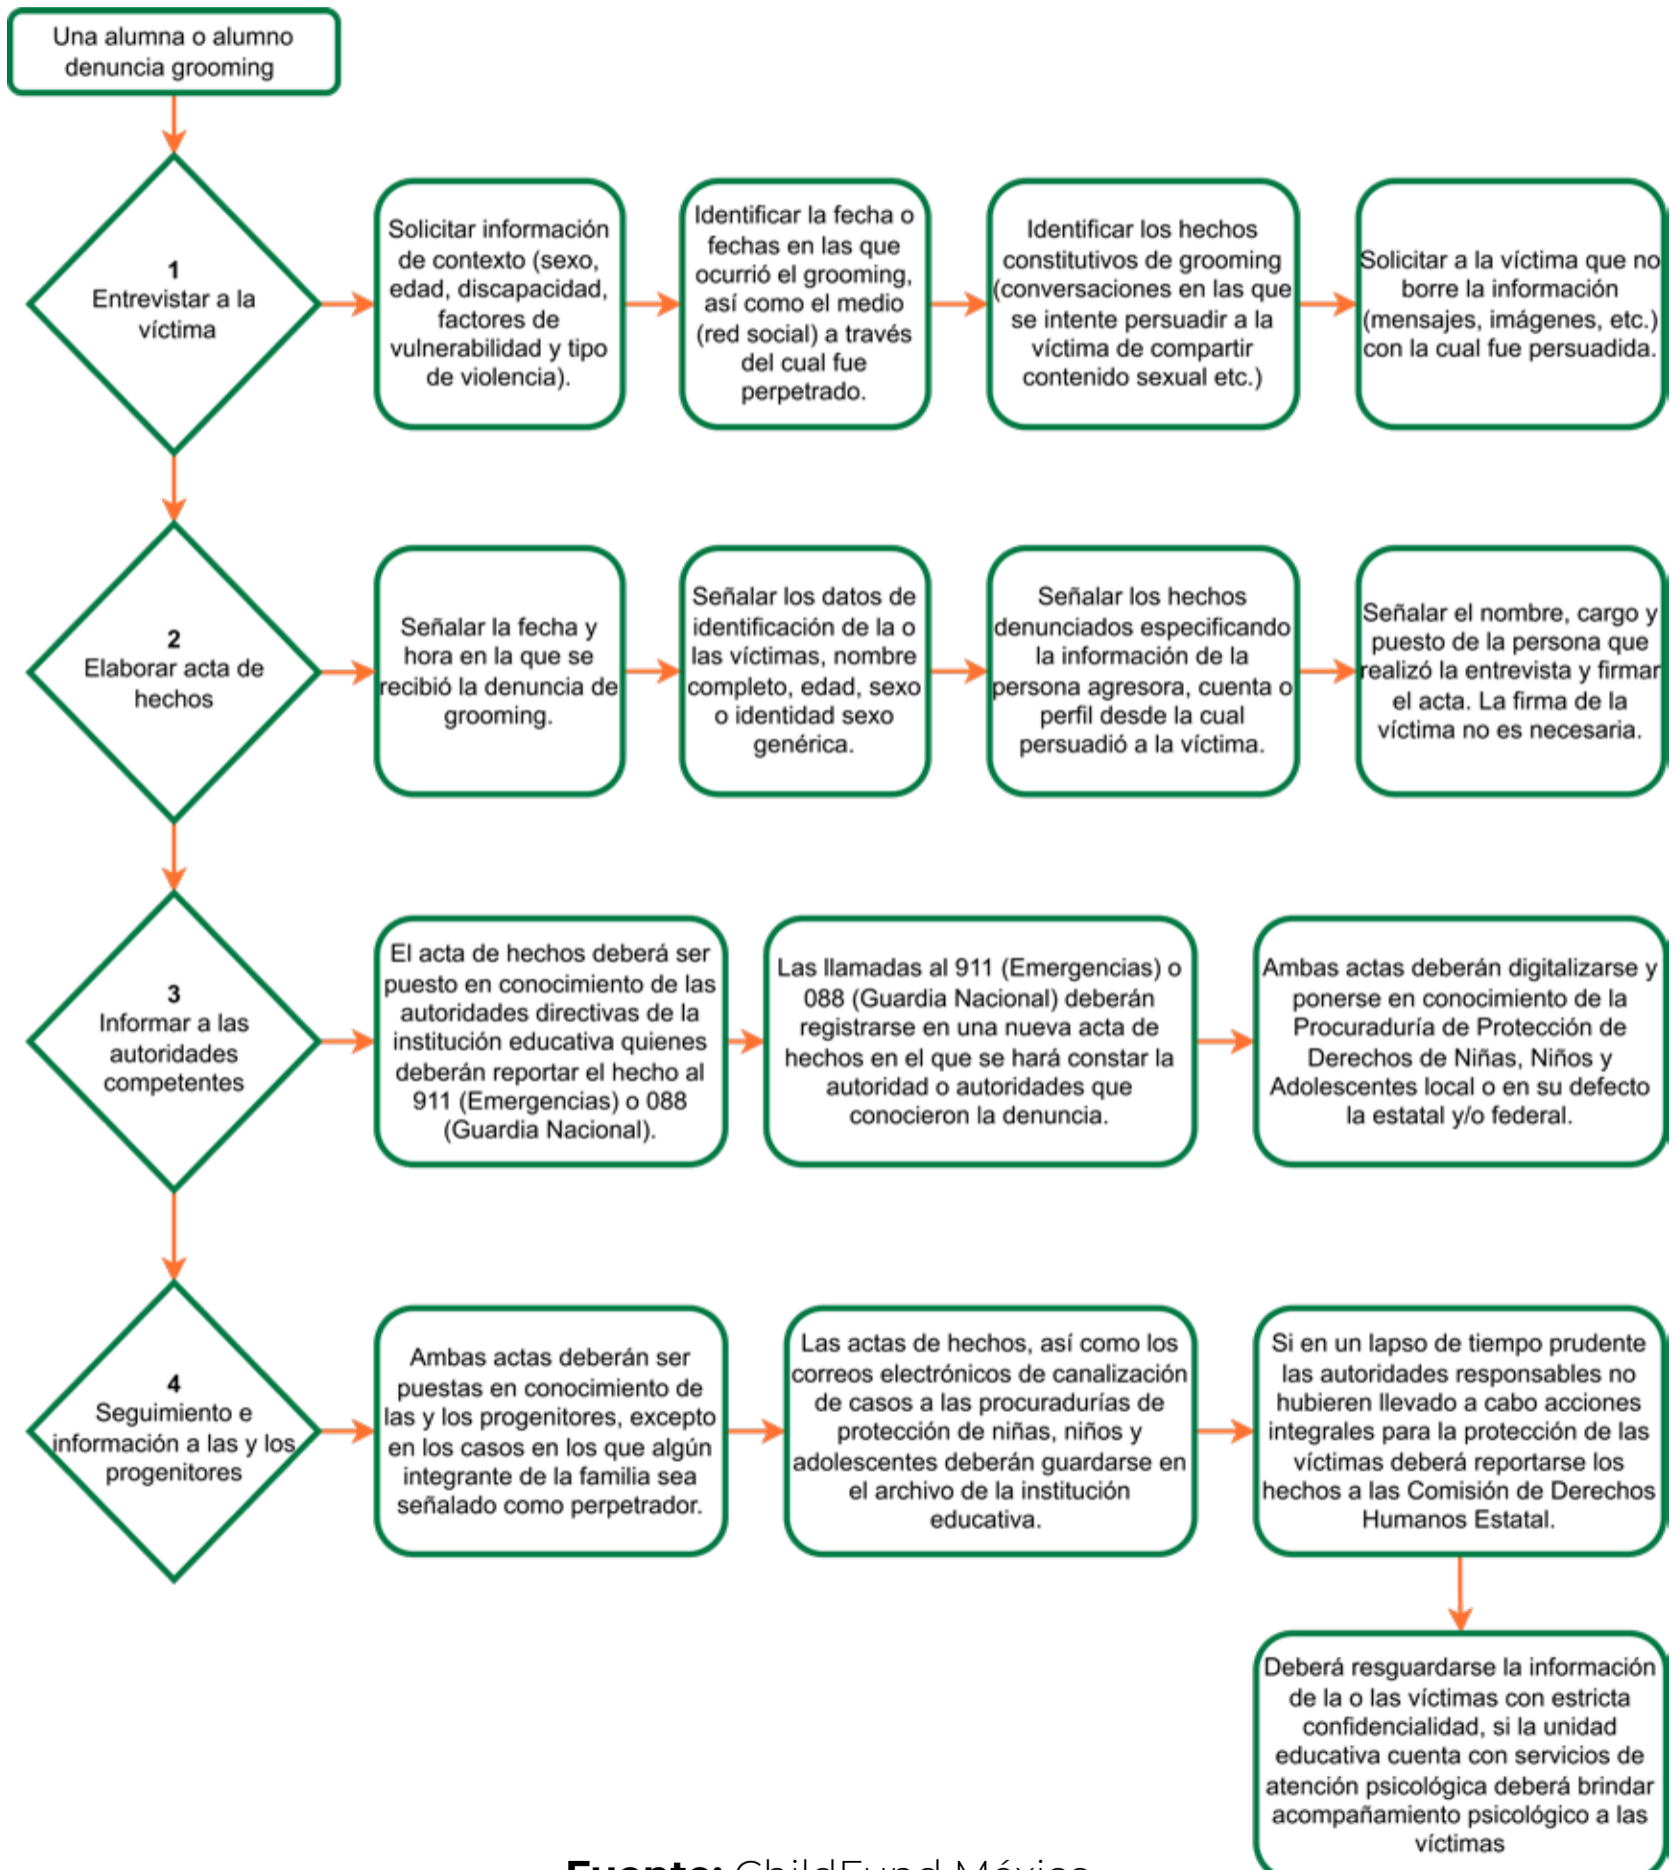 Una alumna o alumno
denuncia grooming
1
Entrevistar a la
víctima
Solicitar información
de contexto (sexo,
edad, discapacidad,
factores de
vulnerabilidad y tipo
de violencia).
Identificar la fecha o
fechas en las que
ocurrió el grooming,
así como el medio
(red social) a través
del cual fue
perpetrado.
Identificar los hechos
constitutivos de grooming
(conversaciones en las que
se intente persuadir a la
víctima de compartir
contenido sexual etc.)
Solicitar a la víctima que no
borre la información
(mensajes, imágenes, etc.)
con la cual fue persuadida.
2
Elaborar acta de
hechos
Señalar la fecha y
hora en la que se
recibió la denuncia de
grooming.
Señalar los datos de
identificación de la o
las víctimas, nombre
completo, edad, sexo
o identidad sexo
genérica.
Señalar los hechos
denunciados especificando
la información de la
persona agresora, cuenta o
perfil desde la cual
persuadió a la víctima.
Señalar el nombre, cargo y
puesto de la persona que
realizó la entrevista y firmar
el acta. La firma de la
víctima no es necesaria.
3
Informar a las
autoridades
competentes
El acta de hechos deberá ser
puesto en conocimiento de las
autoridades directivas de la
institución educativa quienes
deberán reportar el hecho al
911 (Emergencias) o 088
(Guardia Nacional).
Las llamadas al 911 (Emergencias) o
088 (Guardia Nacional) deberán
registrarse en una nueva acta de
hechos en el que se hará constar la
autoridad o autoridades que
conocieron la denuncia.
Ambas actas deberán digitalizarse y
ponerse en conocimiento de la
Procuraduría de Protección de
Derechos de Niñas, Niños y
Adolescentes local o en su defecto
la estatal y/o federal.
4
Seguimiento e
información a las y los
progenitores
Ambas actas deberán ser
puestas en conocimiento de
las y los progenitores, excepto
en los casos en los que algún
integrante de la familia sea
señalado como perpetrador.
Las actas de hechos, así como los
correos electrónicos de canalización
de casos a las procuradurías de
protección de niñas, niños y
adolescentes deberán guardarse en
el archivo de la institución
educativa.
Si en un lapso de tiempo prudente
las autoridades responsables no
hubieren llevado a cabo acciones
integrales para la protección de las
víctimas deberá reportarse los
hechos a las Comisión de Derechos
Humanos Estatal.
Deberá resguardarse la información
de la o las víctimas con estricta
confidencialidad, si la unidad
educativa cuenta con servicios de
atención psicológica deberá brindar
acompañamiento psicológico a las
víctimas
Fuente: ChildFund México